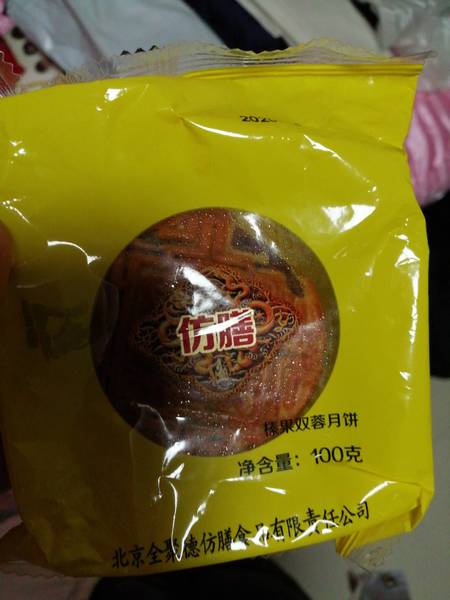 202
仿膳
榛果双蓉月饼
净含量：100克
北京全聚德仿膳食品有限责任公司